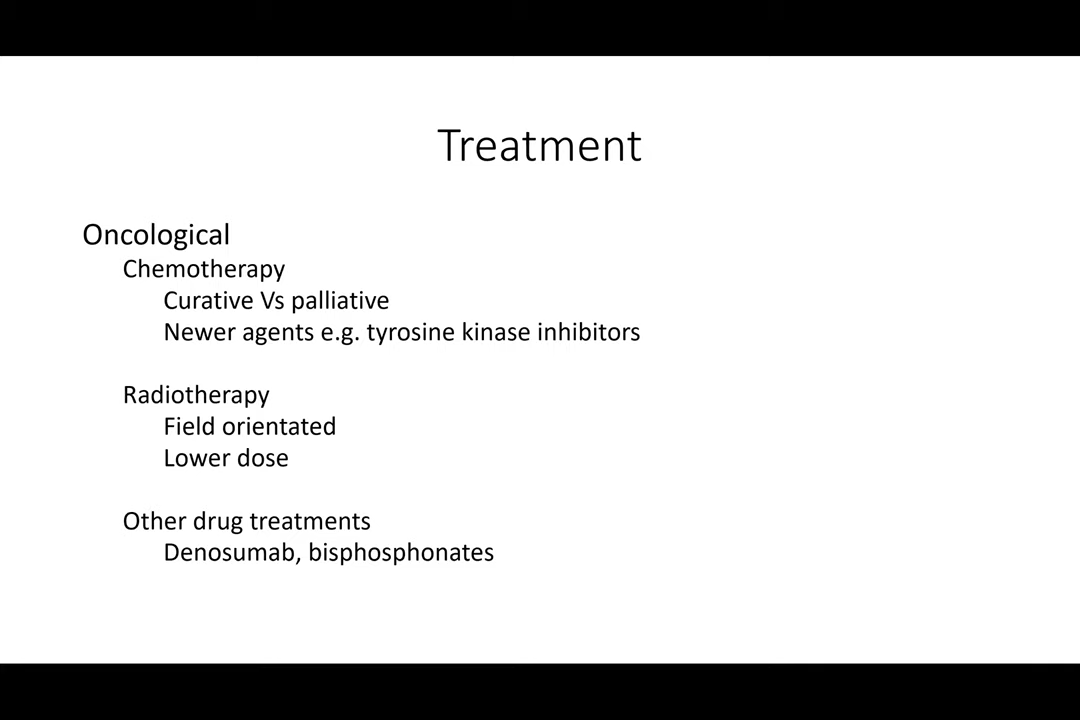 Treatment
Oncological
Chemotherapy
Curative Vs palliative
Newer agents e.g. tyrosine kinase inhibitors
Radiotherapy
Field orientated
Lower dose
Other drug treatments
Denosumab, bisphosphonates